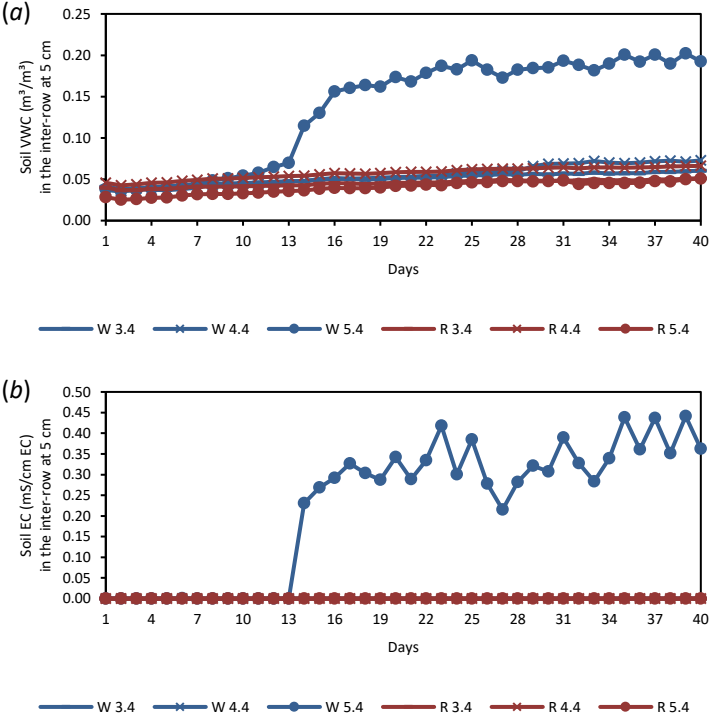 (a)
Soil VWC (m³/m³)
in the inter-row at 5 cm
0.25
0.20
0.15
0.10
0.05
0.00
1 4 7 10 13 16 19 22 25 28 31 34 37 40
Days
W 3.4 W 4.4 W 5.4 R 3.4 R 4.4 R 5.4
(b)
Soil EC (mS/cm EC)
in the inter-row at 5 cm
0.50
0.45
0.40
0.35
0.30
0.25
0.20
0.15
0.10
0.05
0.00
1 4 7 10 13 16 19 22 25 28 31 34 37 40
Days
W 3.4 W 4.4 W 5.4 R 3.4 R 4.4 R 5.4